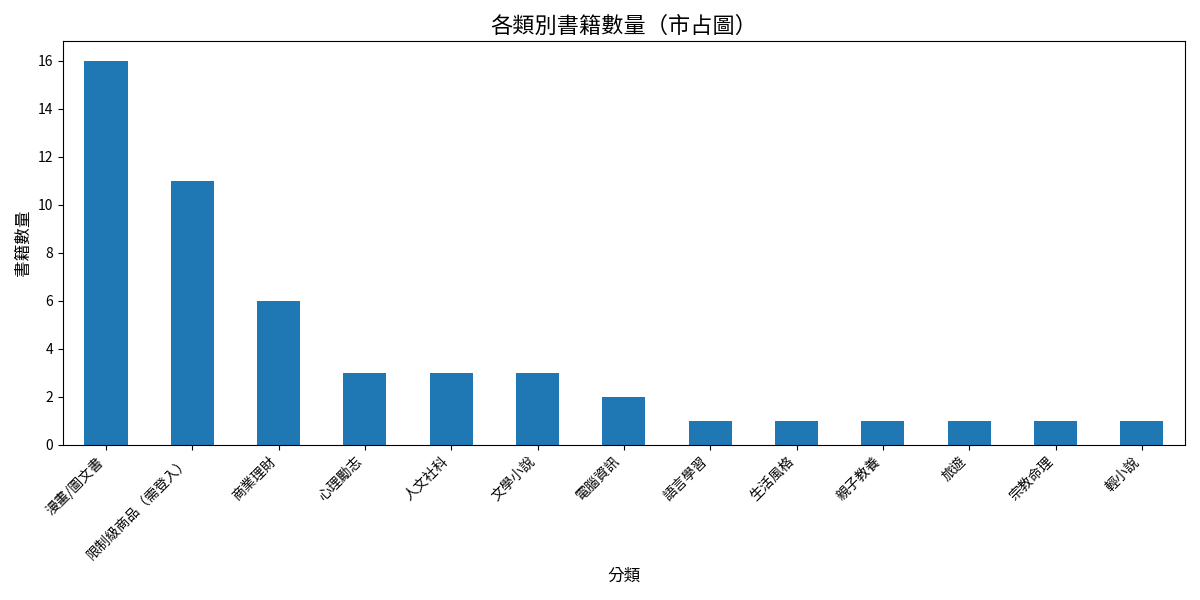 各類別書籍數量（市占圖）
書籍數量
16
14
12
10
8
6
4
2
0
漫畫/圖文書
限制級商品（需登入）
商業理財
心理勵志
人文社科
文學小說
電腦資訊
語言學習
生活風格
親子教養
旅遊
宗教命理
輕小說
分類